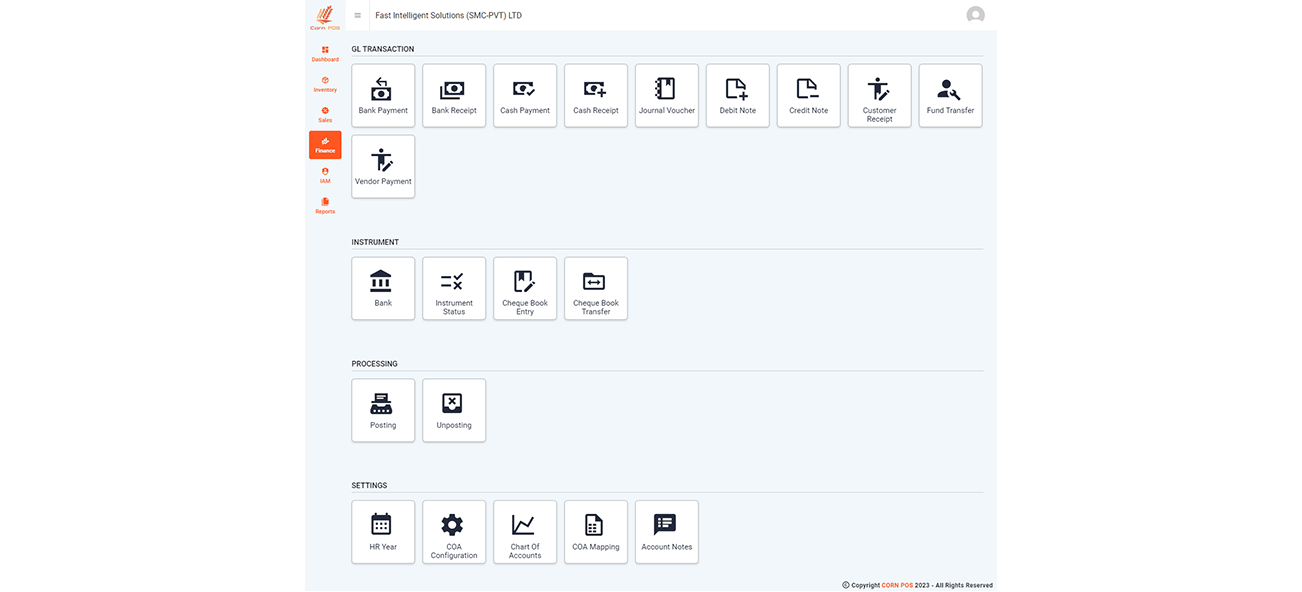 Corn POS
Fast Intelligent Solutions (SMC-PVT) LTD
Dashboard
Inventory
Sales
Finance
IAM
Reports
GL TRANSACTION
Bank Payment
Bank Receipt
Cash Payment
Cash Receipt
Journal Voucher
Debit Note
Credit Note
Customer
Receipt
Fund Transfer
Vendor Payment
INSTRUMENT
Bank
Instrument
Status
Cheque Book
Entry
Cheque Book
Transfer
PROCESSING
Posting
Unposting
SETTINGS
HR Year
COA
Configuration
Chart Of
Accounts
COA Mapping
Account Notes
© Copyright CORN POS 2023 - All Rights Reserved